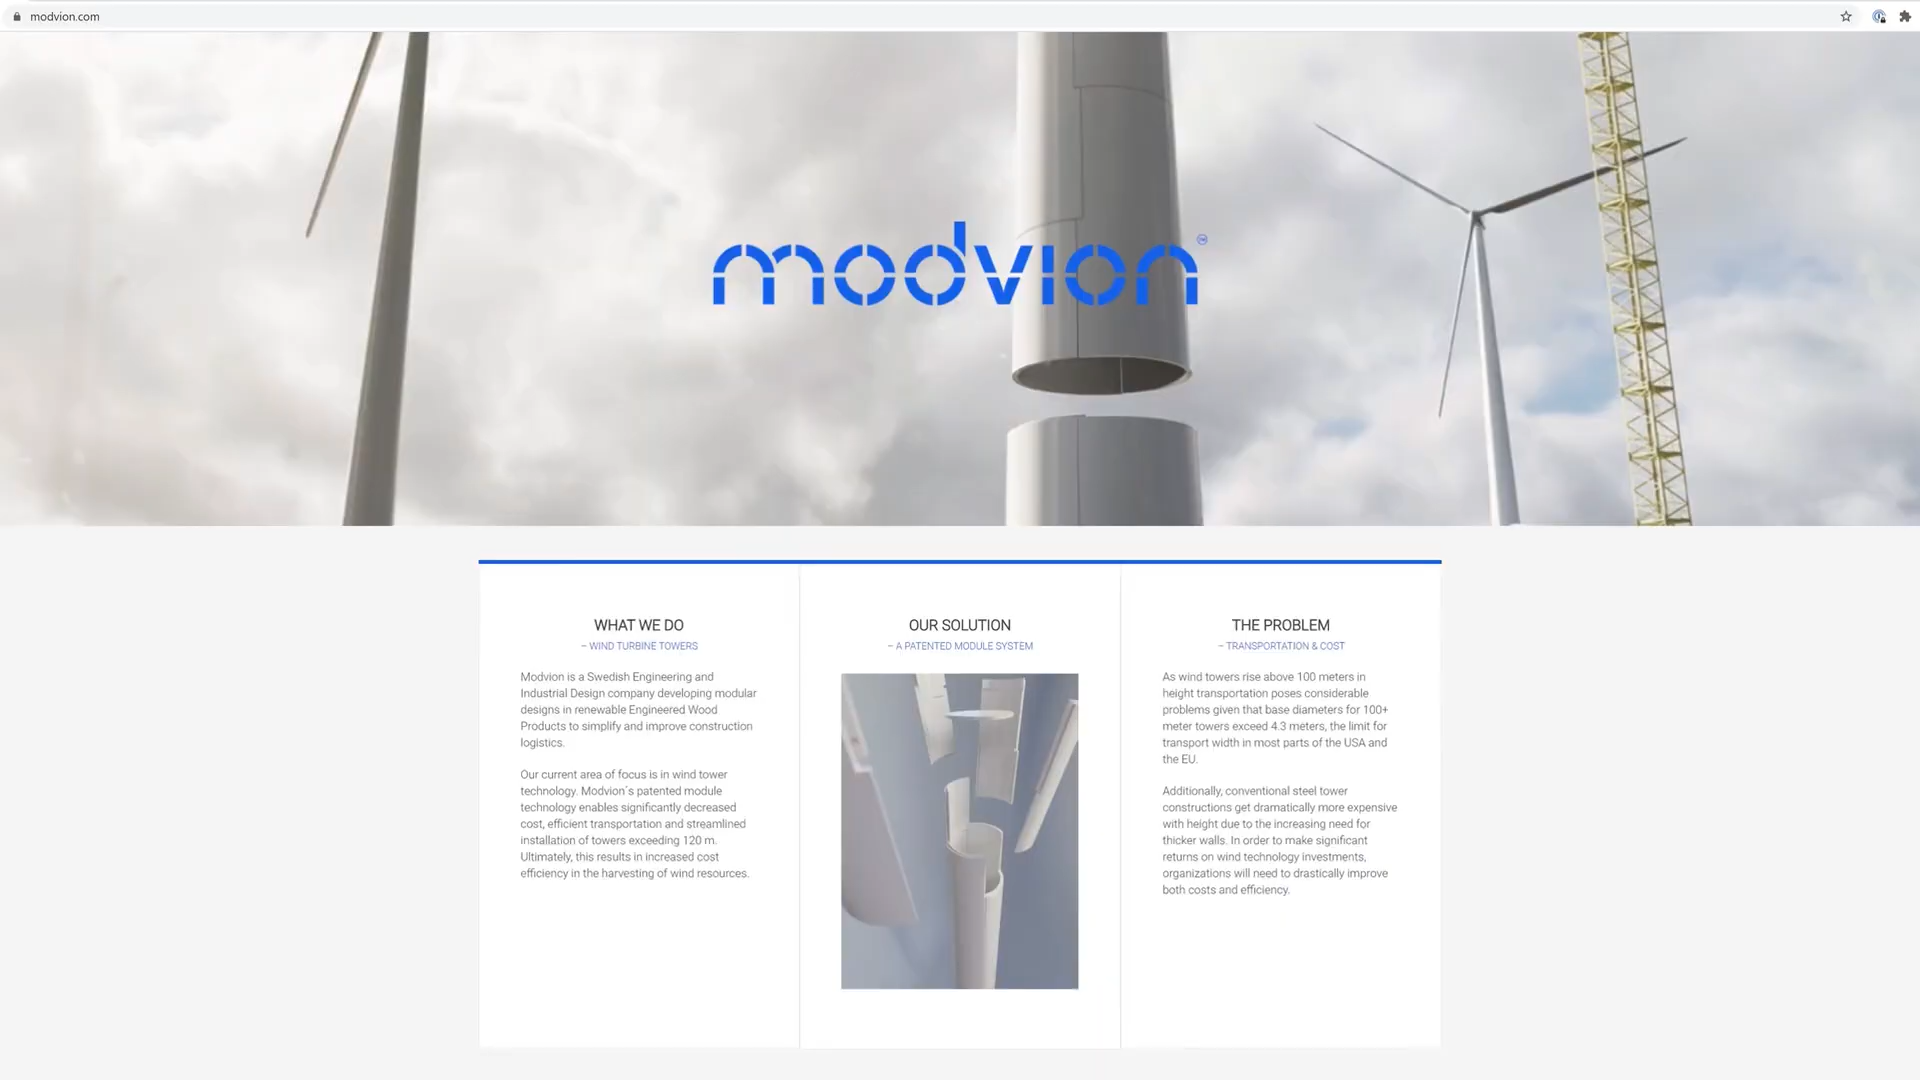 modvion.com
modvion
WHAT WE DO
– WIND TURBINE TOWERS
Modvion is a Swedish Engineering and
Industrial Design company developing modular
designs in renewable Engineered Wood
Products to simplify and improve construction
logistics.
Our current area of focus is in wind tower
technology. Modvion´s patented module
technology enables significantly decreased
cost, efficient transportation and streamlined
installation of towers exceeding 120 m.
Ultimately, this results in increased cost
efficiency in the harvesting of wind resources.
OUR SOLUTION
– A PATENTED MODULE SYSTEM
THE PROBLEM
– TRANSPORTATION & COST
As wind towers rise above 100 meters in
height transportation poses considerable
problems given that base diameters for 100+
meter towers exceed 4.3 meters, the limit for
transport width in most parts of the USA and
the EU.
Additionally, conventional steel tower
constructions get dramatically more expensive
with height due to the increasing need for
thicker walls. In order to make significant
returns on wind technology investments,
organizations will need to drastically improve
both costs and efficiency.